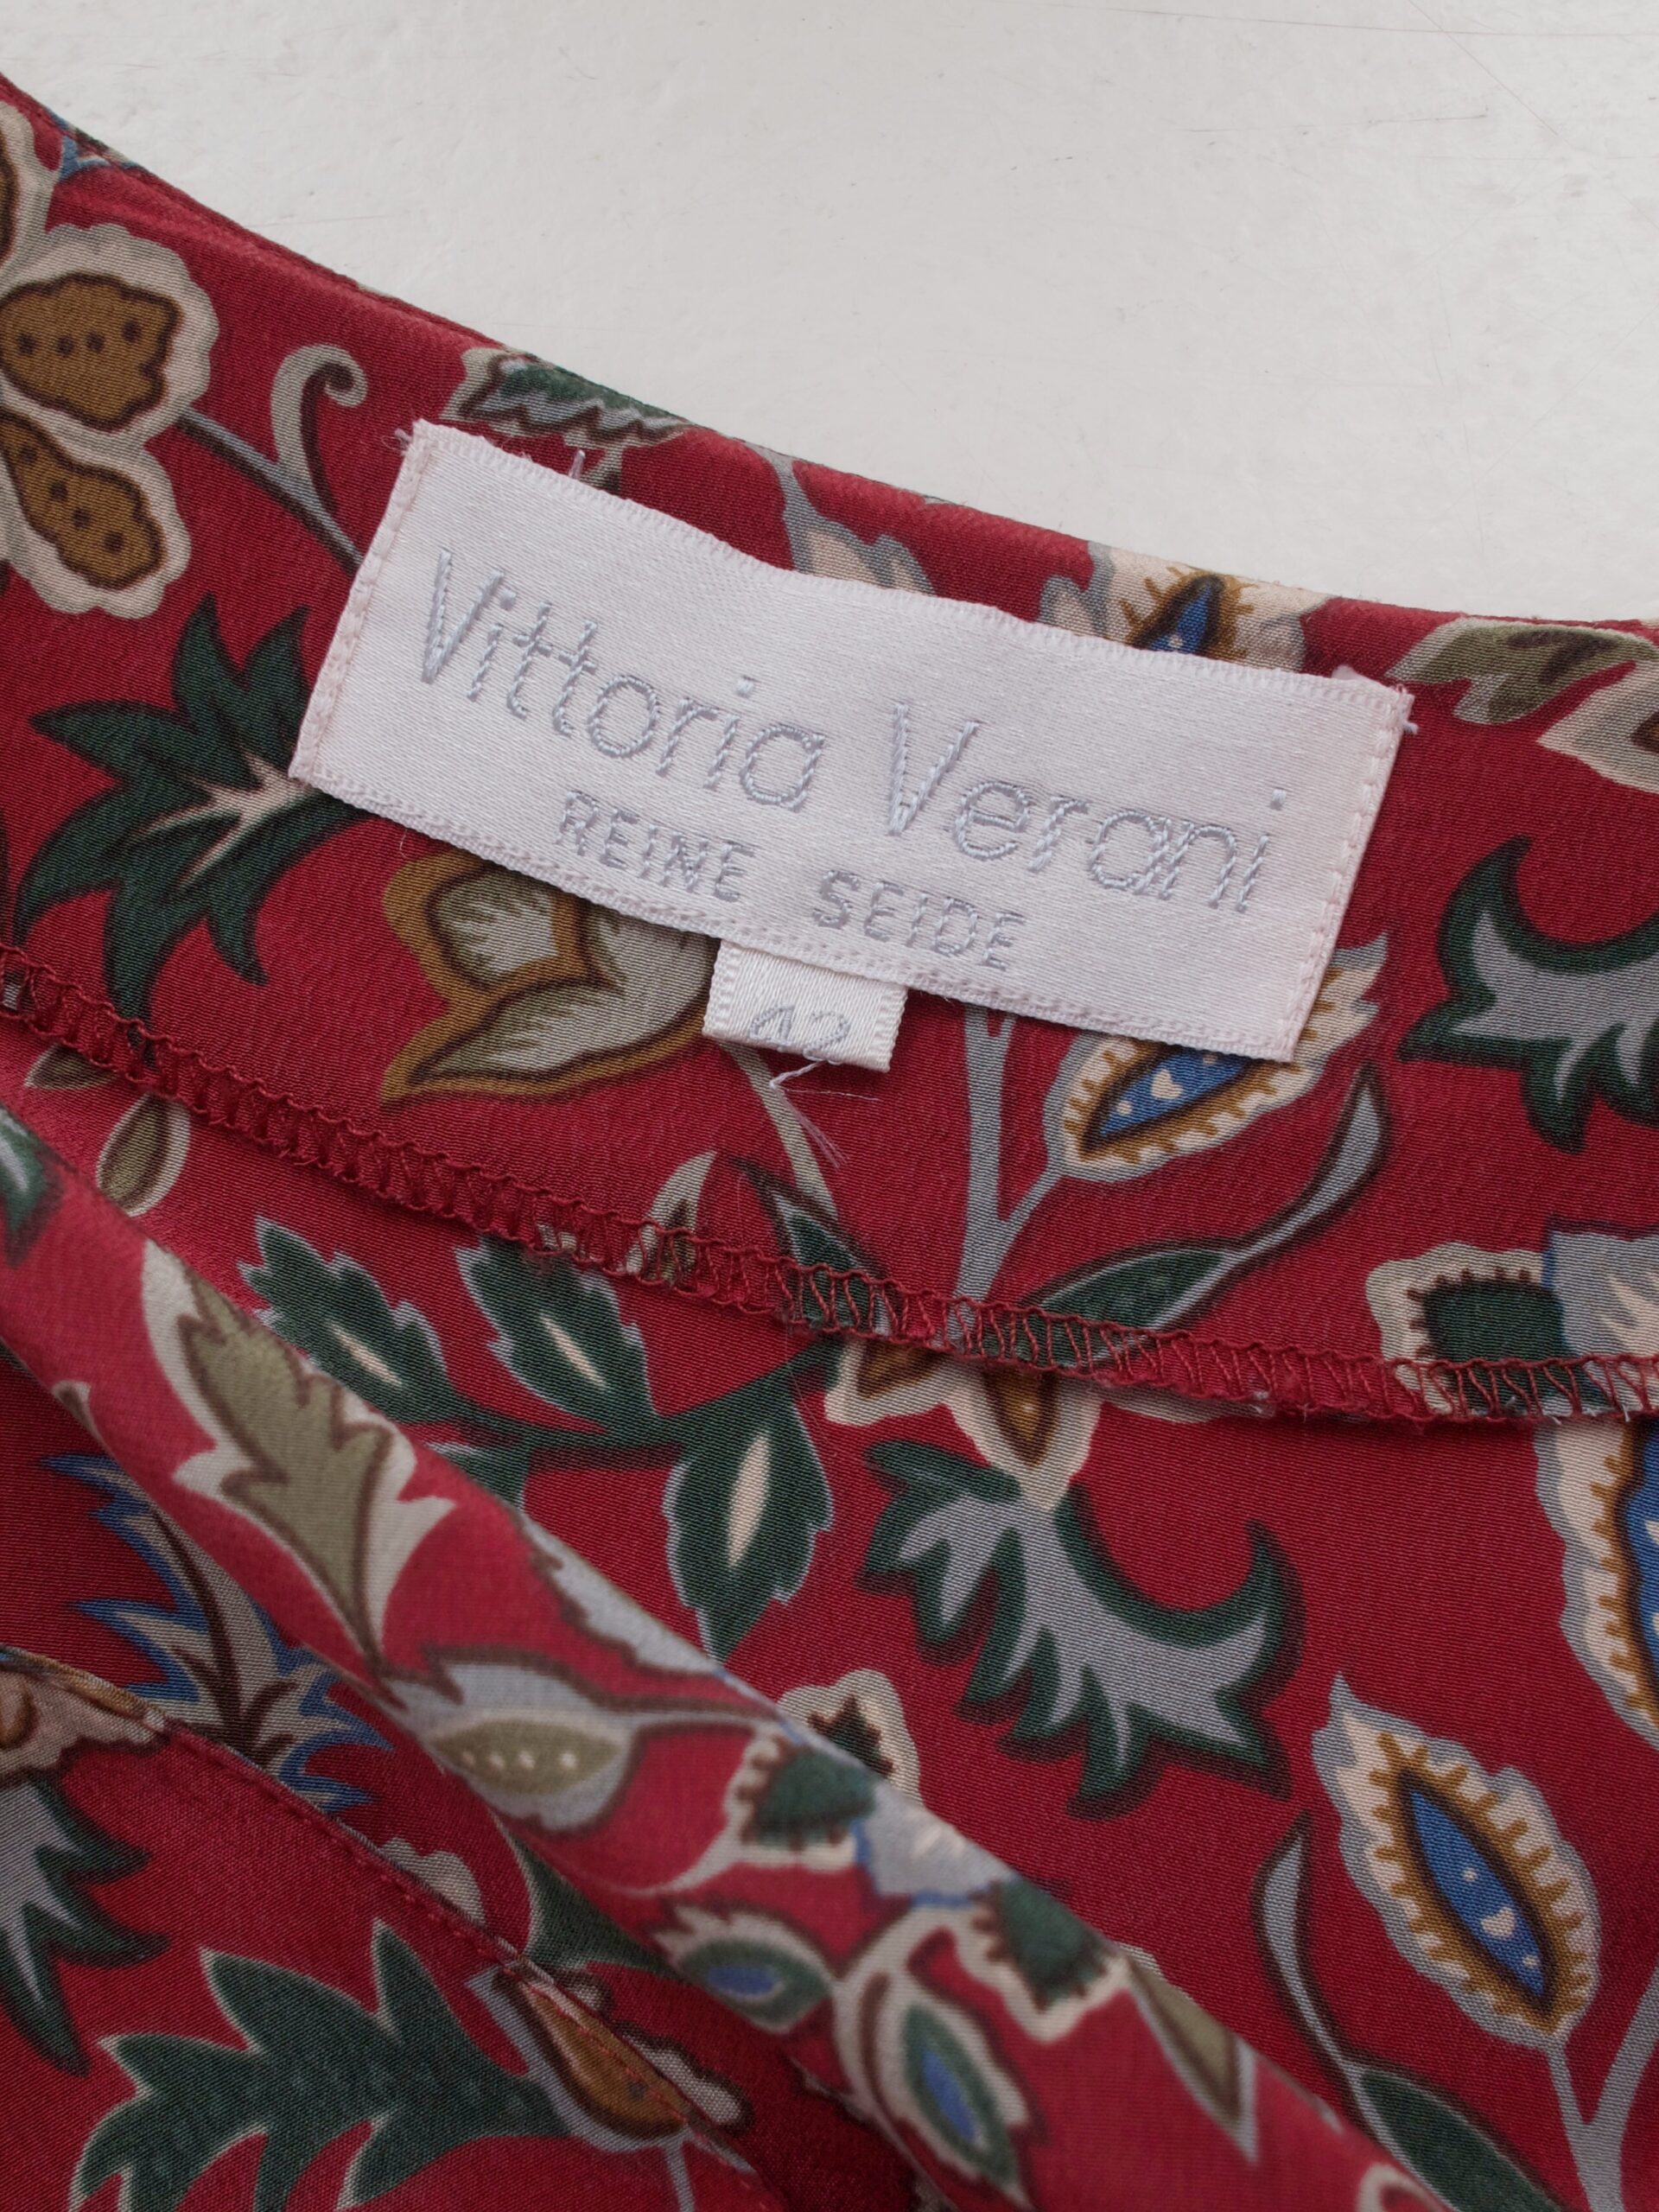 Vittoria Verani
REINE SEIDE
42